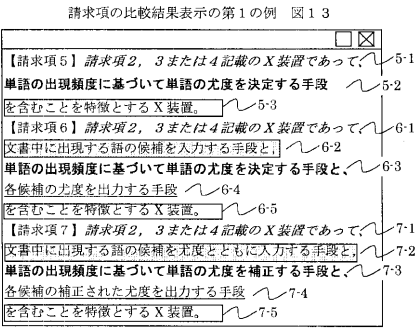 請求項の比較結果表示の第1の例 図13
【請求項5】請求項2，3または4記載のX装置であって、 5-1
単語の出現頻度に基づいて単語の尤度を決定する手段 5-2
を含むことを特徴とするX装置。 5-3
【請求項6】請求項2，3または4記載のX装置であって、 6-1
文書中に出現する語の候補を入力する手段と， 6-2
単語の出現頻度に基づいて単語の尤度を決定する手段と、 6-3
各候補の尤度を出力する手段 6-4
を含むことを特徴とするX装置。 6-5
【請求項7】請求項2，3または4記載のX装置であって、 7-1
文書中に出現する語の候補を尤度とともに入力する手段と， 7-2
単語の出現頻度に基づいて単語の尤度を補正する手段と、 7-3
各候補の補正された尤度を出力する手段 7-4
を含むことを特徴とするX装置。 7-5